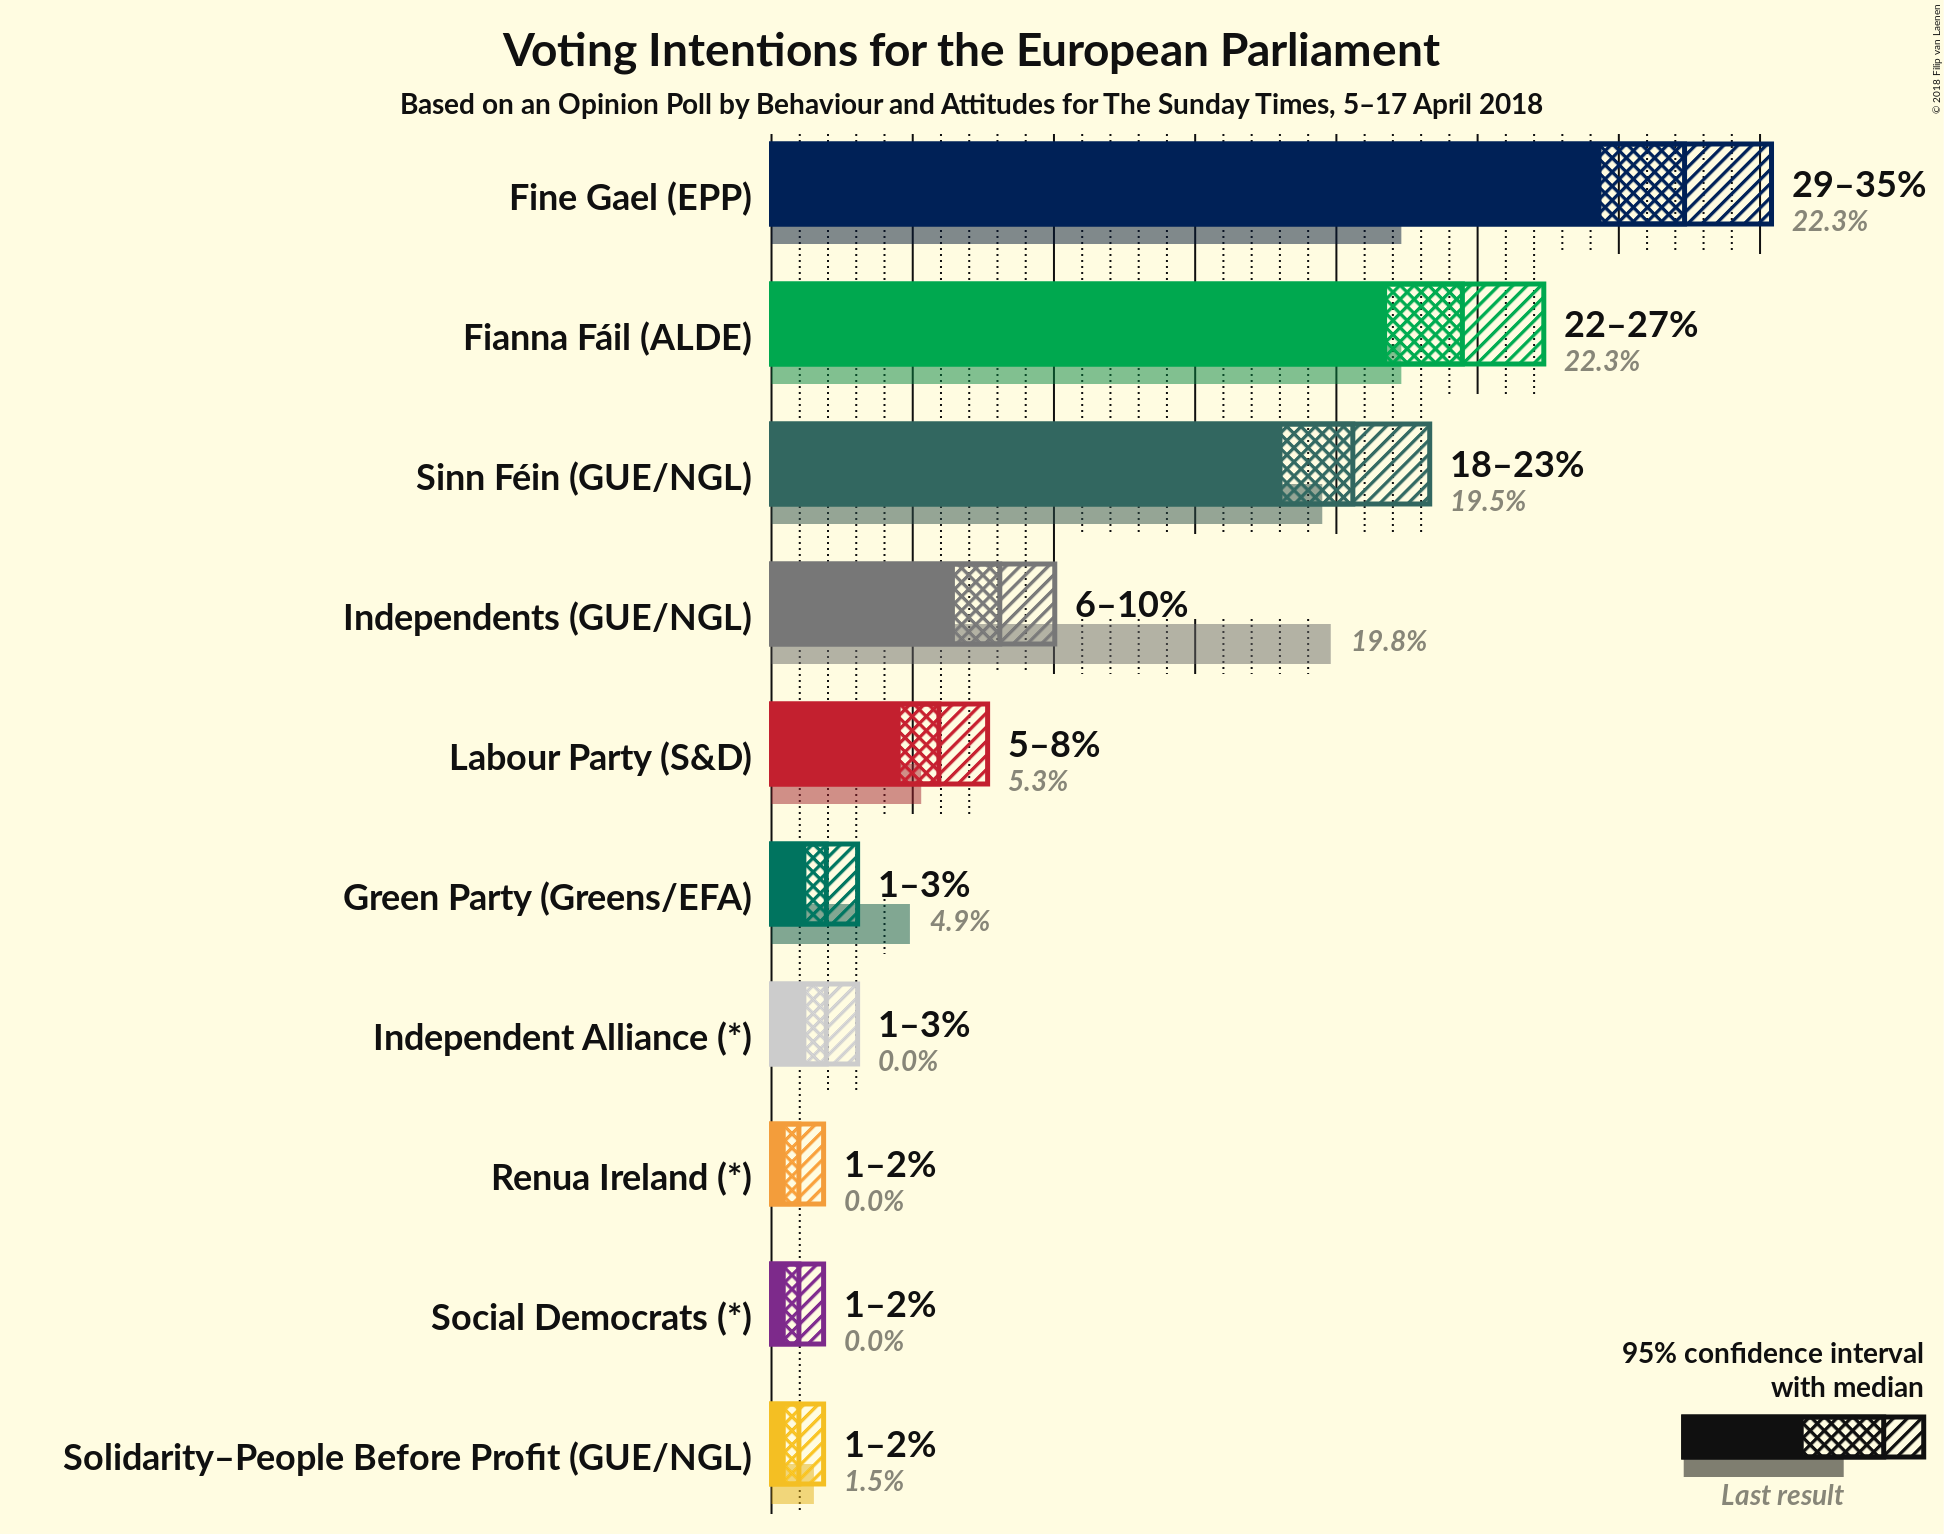 Voting Intentions for the European Parliament
Based on an Opinion Poll by Behaviour and Attitudes for The Sunday Times, 5–17 April 2018
© 2018 Filip van Laenen
Fine Gael (EPP)
29–35%
22.3%
Fianna Fáil (ALDE)
22–27%
22.3%
Sinn Féin (GUE/NGL)
18–23%
19.5%
Independents (GUE/NGL)
6–10%
19.8%
Labour Party (S&D)
5–8%
5.3%
Green Party (Greens/EFA)
1–3%
4.9%
Independent Alliance (*)
1–3%
0.0%
Renua Ireland (*)
1–2%
0.0%
Social Democrats (*)
1–2%
0.0%
Solidarity–People Before Profit (GUE/NGL)
1–2%
1.5%
95% confidence interval
with median
Last result